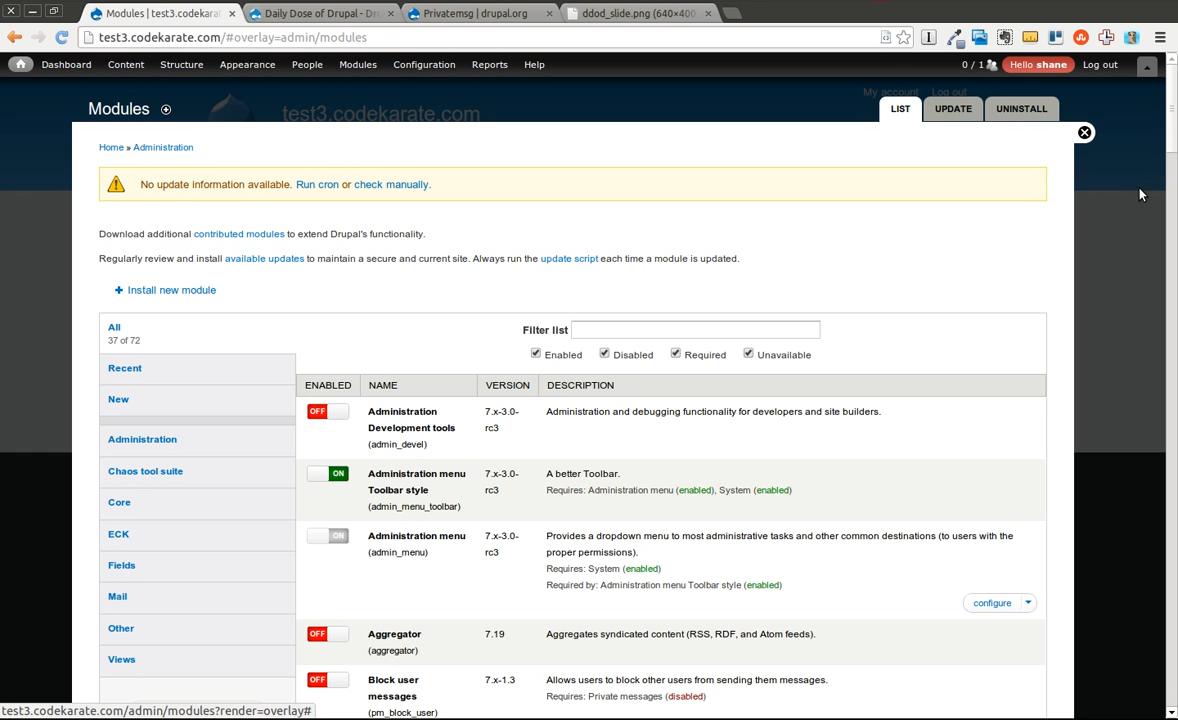 Modules | test3.codekara
Daily Dose of Drupal - Dru
Privatemsg | drupal.org
ddod_slide.png (640×400
test3.codekarate.com/#overlay=admin/modules
Dashboard Content Structure Appearance People Modules Configuration Reports Help 0 / 1 Hello shane Log out
My account Log out
Modules
test3.codekarate.com
LIST UPDATE UNINSTALL
Home » Administration
No update information available. Run cron or check manually.
Download additional contributed modules to extend Drupal's functionality.
Regularly review and install available updates to maintain a secure and current site. Always run the update script each time a module is updated.
Install new module
All
37 of 72
Recent
New
Administration
Chaos tool suite
Core
ECK
Fields
Mail
Other
Views
Filter list
Enabled Disabled Required Unavailable
ENABLED NAME VERSION DESCRIPTION
OFF Administration 7.x-3.0- Administration and debugging functionality for developers and site builders.
Development tools rc3
(admin_devel)
ON Administration menu 7.x-3.0- A better Toolbar.
Toolbar style rc3 Requires: Administration menu (enabled), System (enabled)
(admin_menu_toolbar)
ON Administration menu 7.x-3.0- Provides a dropdown menu to most administrative tasks and other common destinations (to users with the
(admin_menu) rc3 proper permissions).
Requires: System (enabled)
Required by: Administration menu Toolbar style (enabled)
configure
OFF Aggregator 7.19 Aggregates syndicated content (RSS, RDF, and Atom feeds).
(aggregator)
OFF Block user 7.x-1.3 Allows users to block other users from sending them messages.
messages Requires: Private messages (disabled)
(pm_block_user)
test3.codekarate.com/admin/modules?render=overlay#